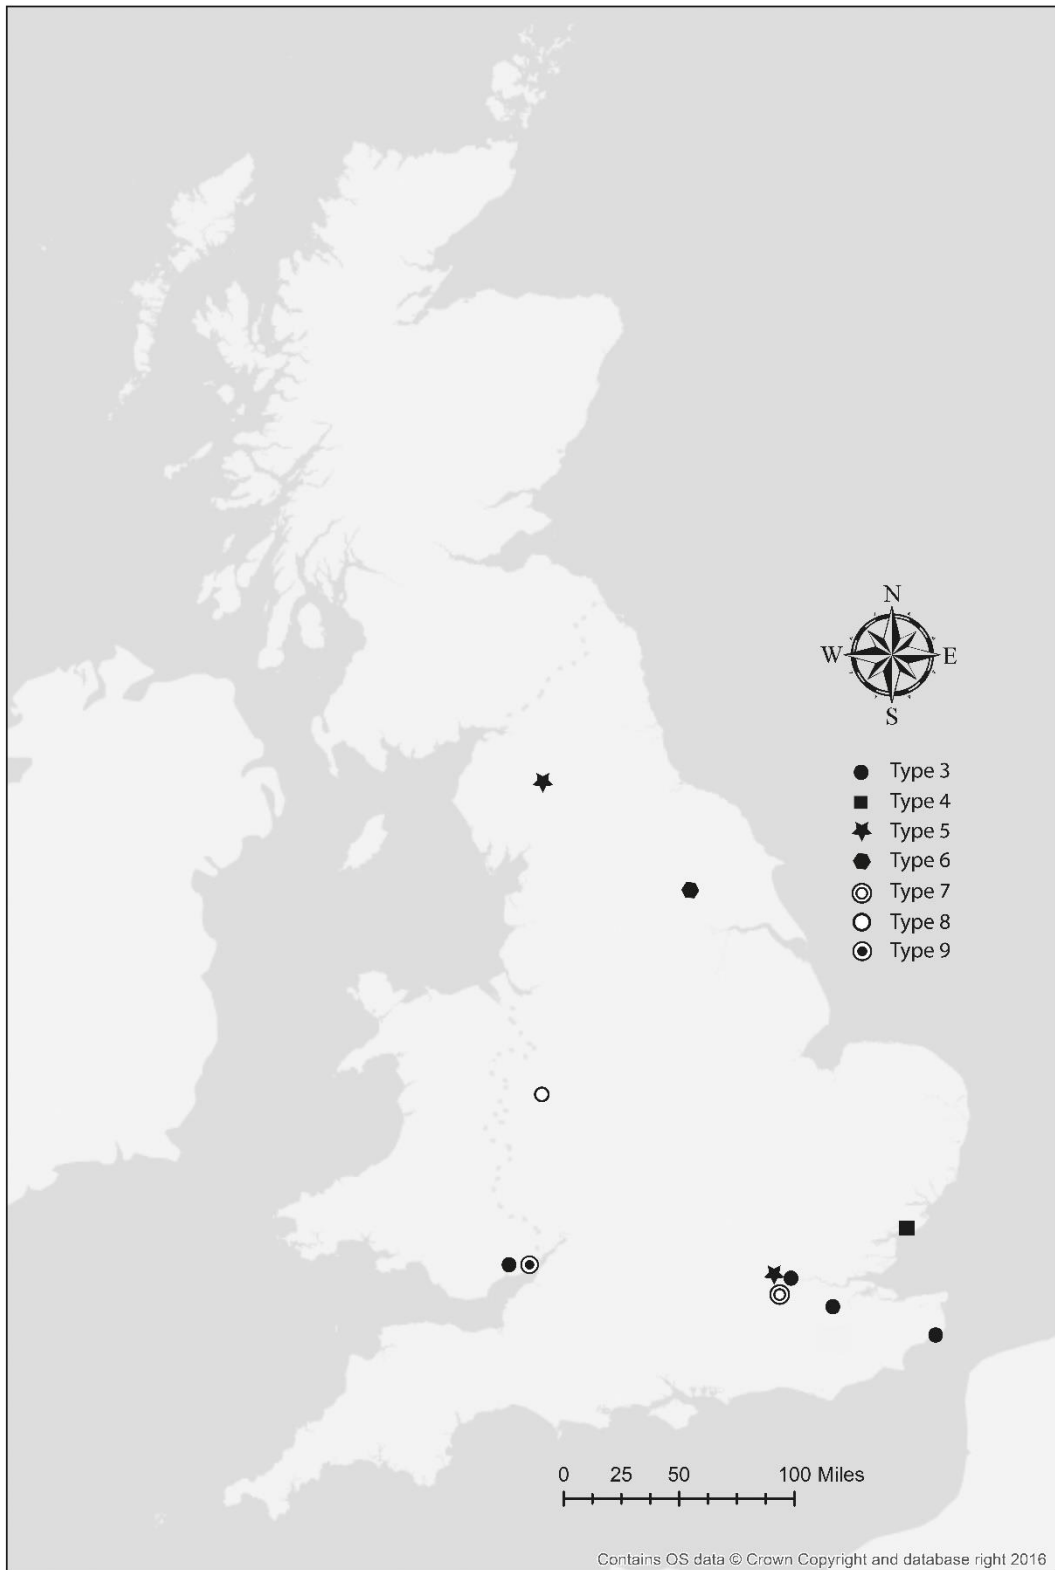 N
W E
S
Type 3
Type 4
Type 5
Type 6
Type 7
Type 8
Type 9
0 25 50 100 Miles
Contains OS data © Crown Copyright and database right 2016